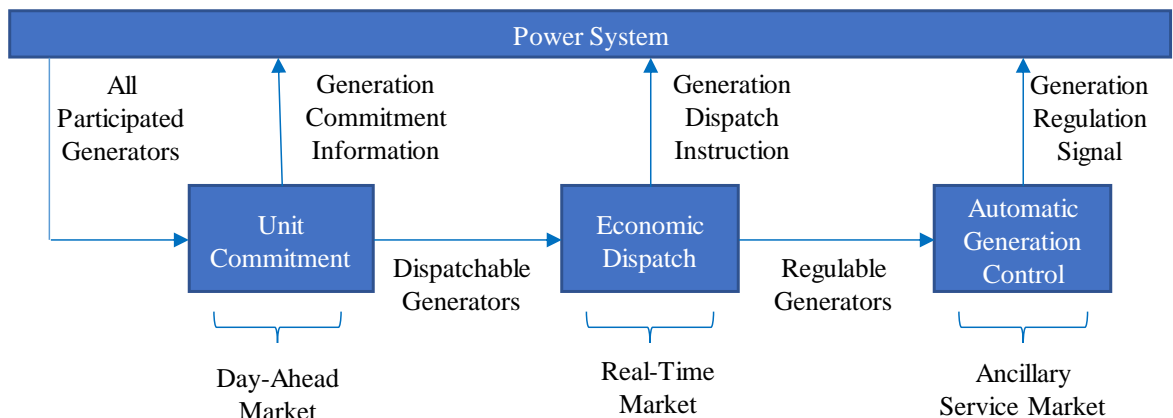 Power System
All
Participated
Generators
Generation
Commitment
Information
Generation
Dispatch
Instruction
Generation
Regulation
Signal
Unit
Commitment
Dispatchable
Generators
Economic
Dispatch
Regulable
Generators
Automatic
Generation
Control
Day-Ahead
Market
Real-Time
Market
Ancillary
Service Market